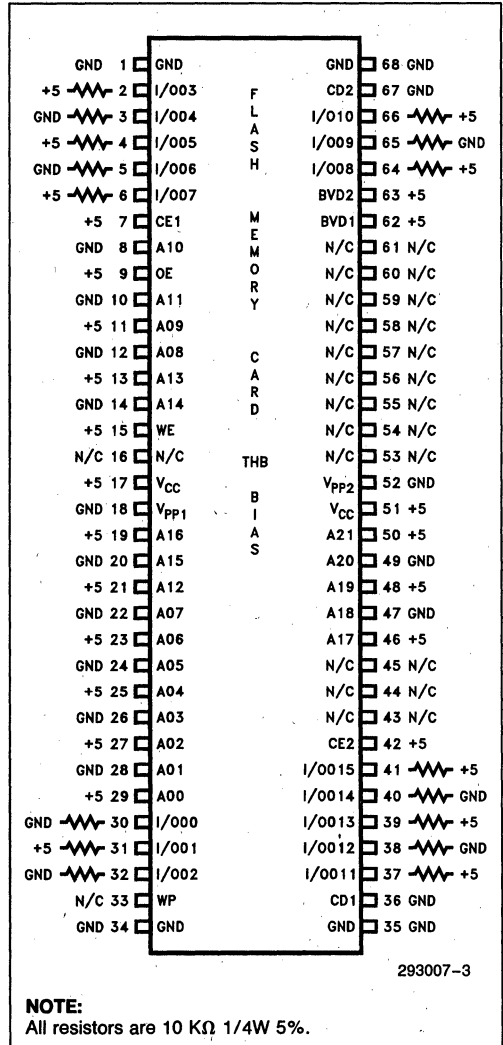 GND 1 GND GND 68 GND
+5 2 I/003 CD2 67 GND
GND 3 I/004 I/010 66 +5
+5 4 I/005 I/009 65 GND
GND 5 I/006 I/008 64 +5
+5 6 I/007 BVD2 63 +5
+5 7 CE1 BVD1 62 +5
GND 8 A10 N/C 61 N/C
+5 9 OE N/C 60 N/C
GND 10 A11 N/C 59 N/C
+5 11 A09 N/C 58 N/C
GND 12 A08 N/C 57 N/C
+5 13 A13 N/C 56 N/C
GND 14 A14 N/C 55 N/C
+5 15 WE N/C 54 N/C
N/C 16 N/C N/C 53 N/C
+5 17 VCC VPP2 52 GND
GND 18 VPP1 VCC 51 +5
+5 19 A16 A21 50 +5
GND 20 A15 A20 49 GND
+5 21 A12 A19 48 +5
GND 22 A07 A18 47 GND
+5 23 A06 A17 46 +5
GND 24 A05 N/C 45 N/C
+5 25 A04 N/C 44 N/C
GND 26 A03 N/C 43 N/C
+5 27 A02 CE2 42 +5
GND 28 A01 I/0015 41 +5
+5 29 A00 I/0014 40 GND
GND 30 I/000 I/0013 39 +5
+5 31 I/001 I/0012 38 GND
GND 32 I/002 I/0011 37 +5
N/C 33 WP CD1 36 GND
GND 34 GND GND 35 GND
FLASH
MEMORY
CARD
THB
BIAS
293007-3
NOTE:
All resistors are 10 KΩ 1/4W 5%.